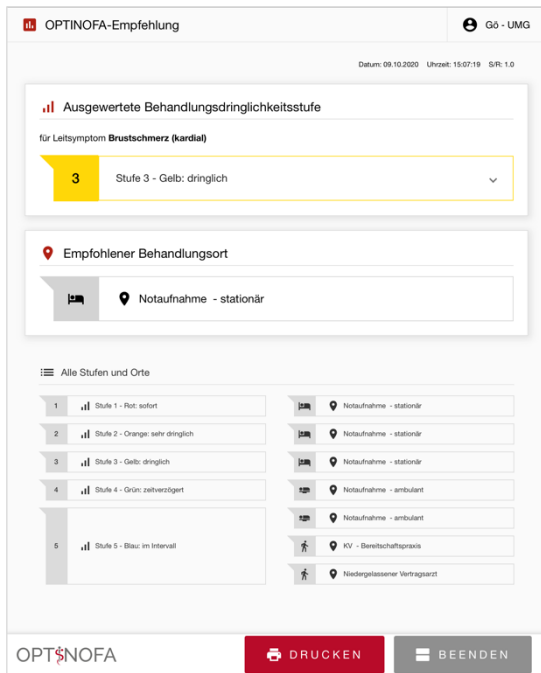 OPTINOFA-Empfehlung
Gö - UMG
Datum: 09.10.2020 Uhrzeit: 15:07:19 S/R: 1.0
Ausgewertete Behandlungsdringlichkeitsstufe
für Leitsymptom Brustschmerz (kardial)
3 Stufe 3 - Gelb: dringlich
Empfohlener Behandlungsort
Notaufnahme - stationär
Alle Stufen und Orte
1 Stufe 1 - Rot: sofort Notaufnahme - stationär
2 Stufe 2 - Orange: sehr dringlich Notaufnahme - stationär
3 Stufe 3 - Gelb: dringlich Notaufnahme - stationär
4 Stufe 4 - Grün: zeitverzögert Notaufnahme - ambulant
Notaufnahme - ambulant
5 Stufe 5 - Blau: im Intervall KV - Bereitschaftspraxis
Niedergelassener Vertragsarzt
OPTINOFA DRUCKEN BEENDEN